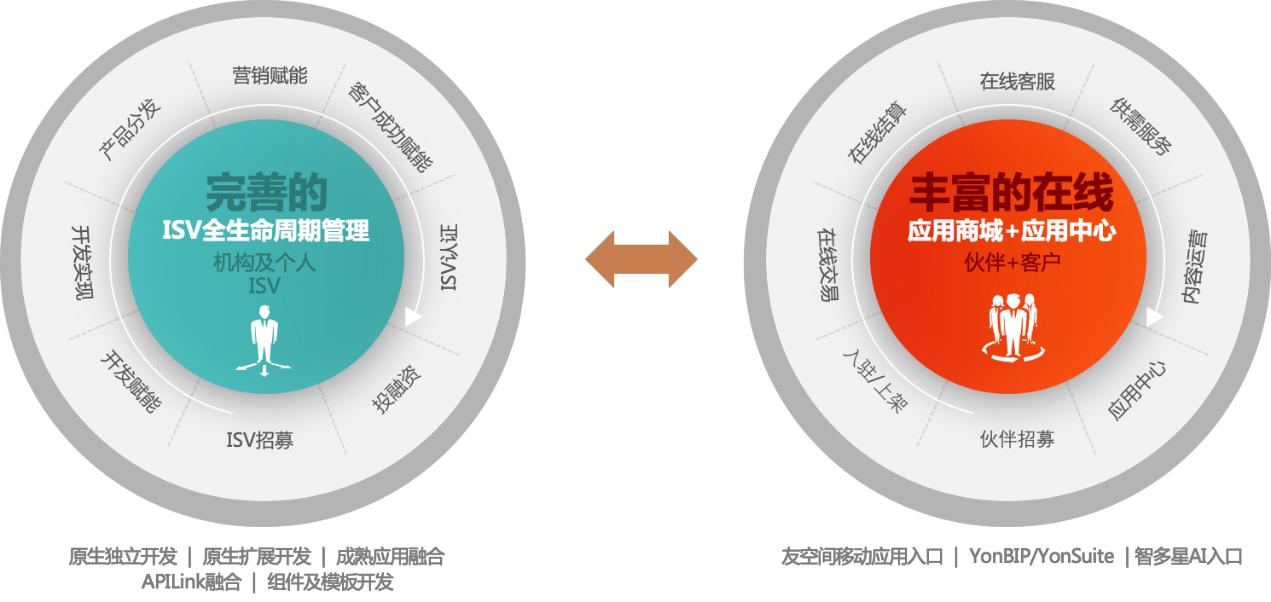 营销赋能
客户成功赋能
产品分发
开发实现
开发赋能
ISV招募
投融资
完善的
ISV全生命周期管理
机构及个人
ISV
在线客服
供需服务
在线结算
在线交易
入驻/上架
伙伴招募
应用中心
内容运营
丰富的在线
应用商城+应用中心
伙伴+客户
原生独立开发 | 原生扩展开发 | 成熟应用融合
APILink融合 | 组件及模板开发
友空间移动应用入口 | YonBIP/YonSuite | 智多星AI入口